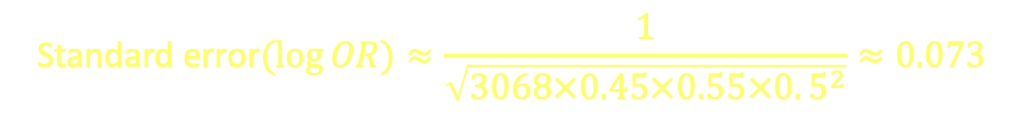 Standard error(log OR) ≈ 1/√(3068×0.45×0.55×0.5²) ≈ 0.073